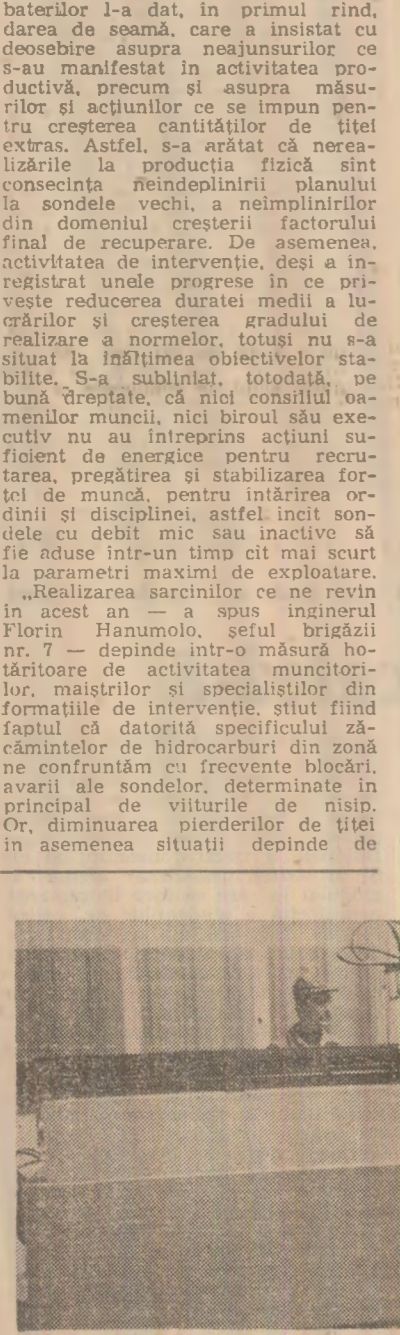 baterilor l-a dat, în primul rînd,
darea de seamă, care a insistat cu
deosebire asupra neajunsurilor ce
s-au manifestat în activitatea pro-
ductivă, precum și asupra măsu-
rilor și acțiunilor ce se impun pen-
tru creșterea cantităților de țiței
extras. Astfel, s-a arătat că nerea-
lizările la producția fizică sînt
consecința neîndeplinirii planului
la sondele vechi, a neîmplinirilor
din domeniul creșterii factorului
final de recuperare. De asemenea,
activitatea de intervenție, deși a în-
registrat unele progrese în ce pri-
vește reducerea duratei medii a lu-
crărilor și creșterea gradului de
realizare a normelor, totuși nu s-a
situat la înălțimea obiectivelor sta-
bilite. S-a subliniat, totodată, pe
bună dreptate, că nici consiliul oa-
menilor muncii, nici biroul său exe-
cutiv nu au întreprins acțiuni su-
ficient de energice pentru recru-
tarea, pregătirea și stabilizarea for-
ței de muncă, pentru întărirea or-
dinii și disciplinei, astfel încît son-
dele cu debit mic sau inactive să
fie aduse într-un timp cît mai scurt
la parametri maximi de exploatare.
„Realizarea sarcinilor ce ne revin
în acest an — a spus inginerul
Florin Hanumolo, șeful brigăzii
nr. 7 — depinde într-o măsură ho-
tărîtoare de activitatea muncitori-
lor, maiștrilor și specialiștilor din
formațiile de intervenție, știut fiind
faptul că datorită specificului ză-
cămintelor de hidrocarburi din zonă
ne confruntăm cu frecvente blocări,
avarii ale sondelor, determinate în
principal de viiturile de nisip.
Or, diminuarea pierderilor de țiței
în asemenea situații depinde de